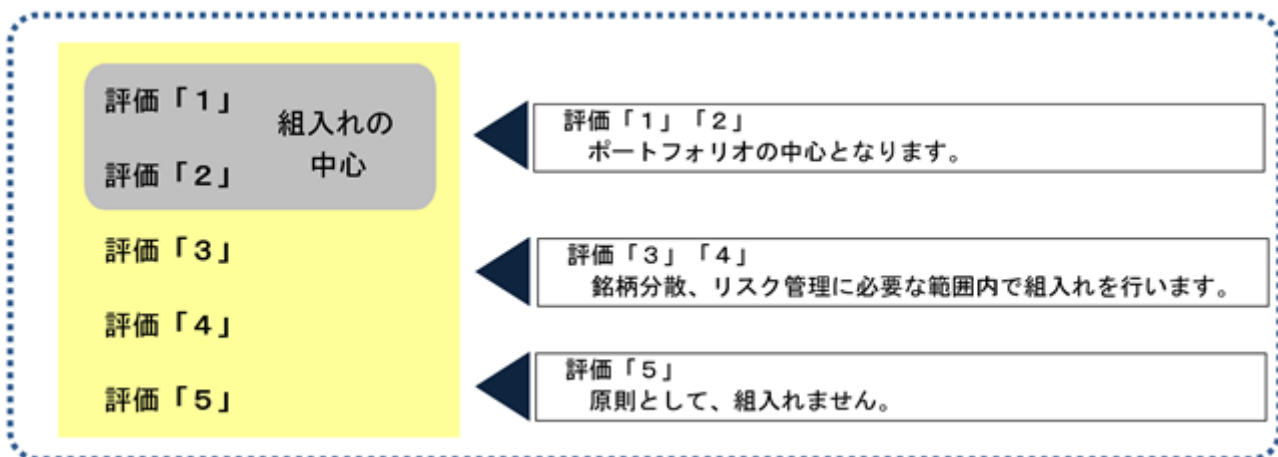 評価「１」
組入れの
中心
評価「２」
評価「３」
評価「４」
評価「５」
評価「１」「２」
ポートフォリオの中心となります。
評価「３」「４」
銘柄分散、リスク管理に必要な範囲内で組入れを行います。
評価「５」
原則として、組入れません。